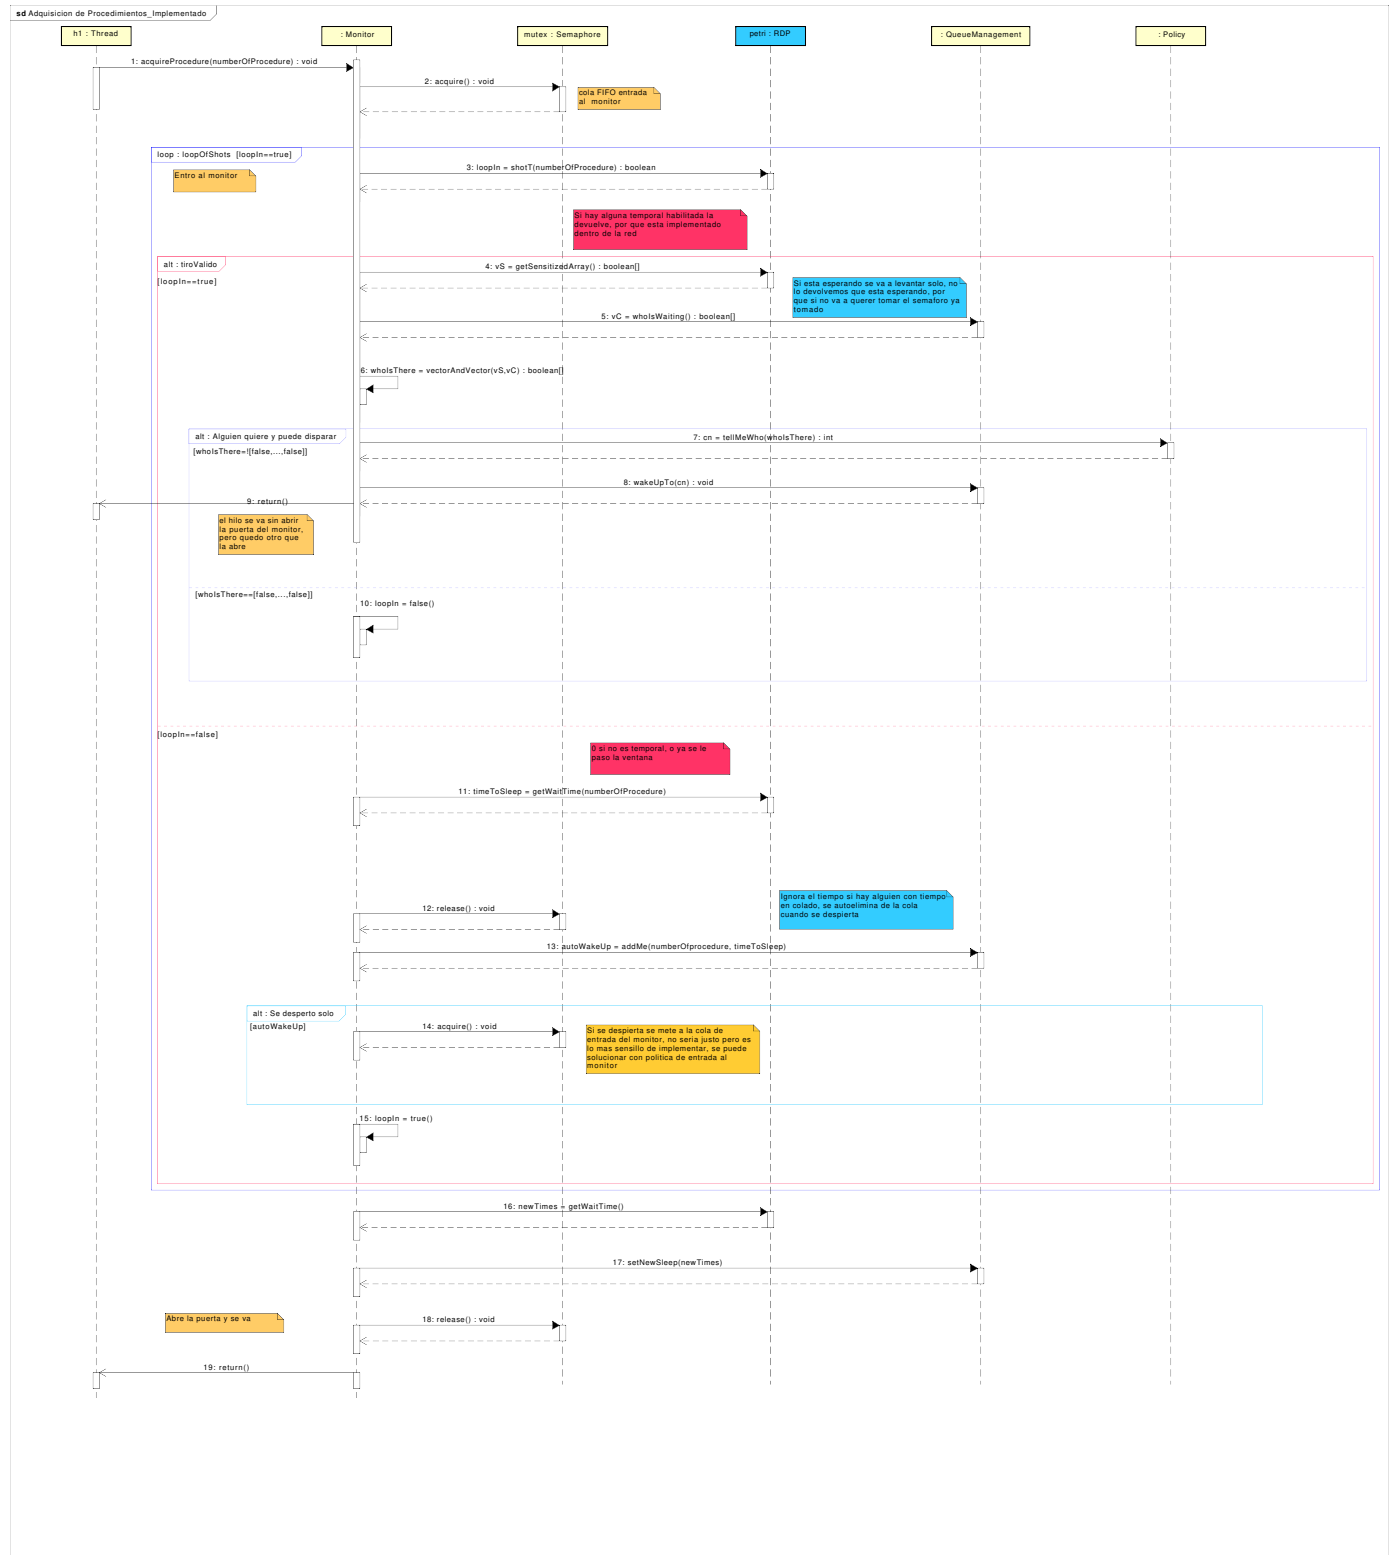 sd Adquisicion de Procedimientos_Implementado
h1 : Thread
: Monitor
mutex : Semaphore
petri : RDP
: QueueManagement
: Policy
1: acquireProcedure(numberOfProcedure) : void
2: acquire() : void
cola FIFO entrada
al monitor
loop : loopOfShots [loopIn==true]
3: loopIn = shotT(numberOfProcedure) : boolean
Entro al monitor
Si hay alguna temporal habilitada la
devuelve, por que esta implementado
dentro de la red
alt : tiroValido
[loopIn==true]
4: vS = getSensitizedArray() : boolean[]
Si esta esperando se va a levantar solo, no
lo devolvemos que esta esperando, por
que si no va a querer tomar el semaforo ya
tomado
5: vC = whoIsWaiting() : boolean[]
6: whoIsThere = vectorAndVector(vS,vC) : boolean[]
alt : Alguien quiere y puede disparar
[whoIsThere=![false,...,false]]
7: cn = tellMeWho(whoIsThere) : int
8: wakeUpTo(cn) : void
9: return()
el hilo se va sin abrir
la puerta del monitor,
pero quedo otro que
la abre
[whoIsThere==[false,...,false]]
10: loopIn = false()
[loopIn==false]
0 si no es temporal, o ya se le
paso la ventana
11: timeToSleep = getWaitTime(numberOfProcedure)
Ignora el tiempo si hay alguien con tiempo
en colado, se autoelimina de la cola
cuando se despierta
12: release() : void
13: autoWakeUp = addMe(numberOfprocedure, timeToSleep)
alt : Se desperto solo
[autoWakeUp]
14: acquire() : void
Si se despierta se mete a la cola de
entrada del monitor, no seria justo pero es
lo mas sensillo de implementar, se puede
solucionar con politica de entrada al
monitor
15: loopIn = true()
16: newTimes = getWaitTime()
17: setNewSleep(newTimes)
Abre la puerta y se va
18: release() : void
19: return()